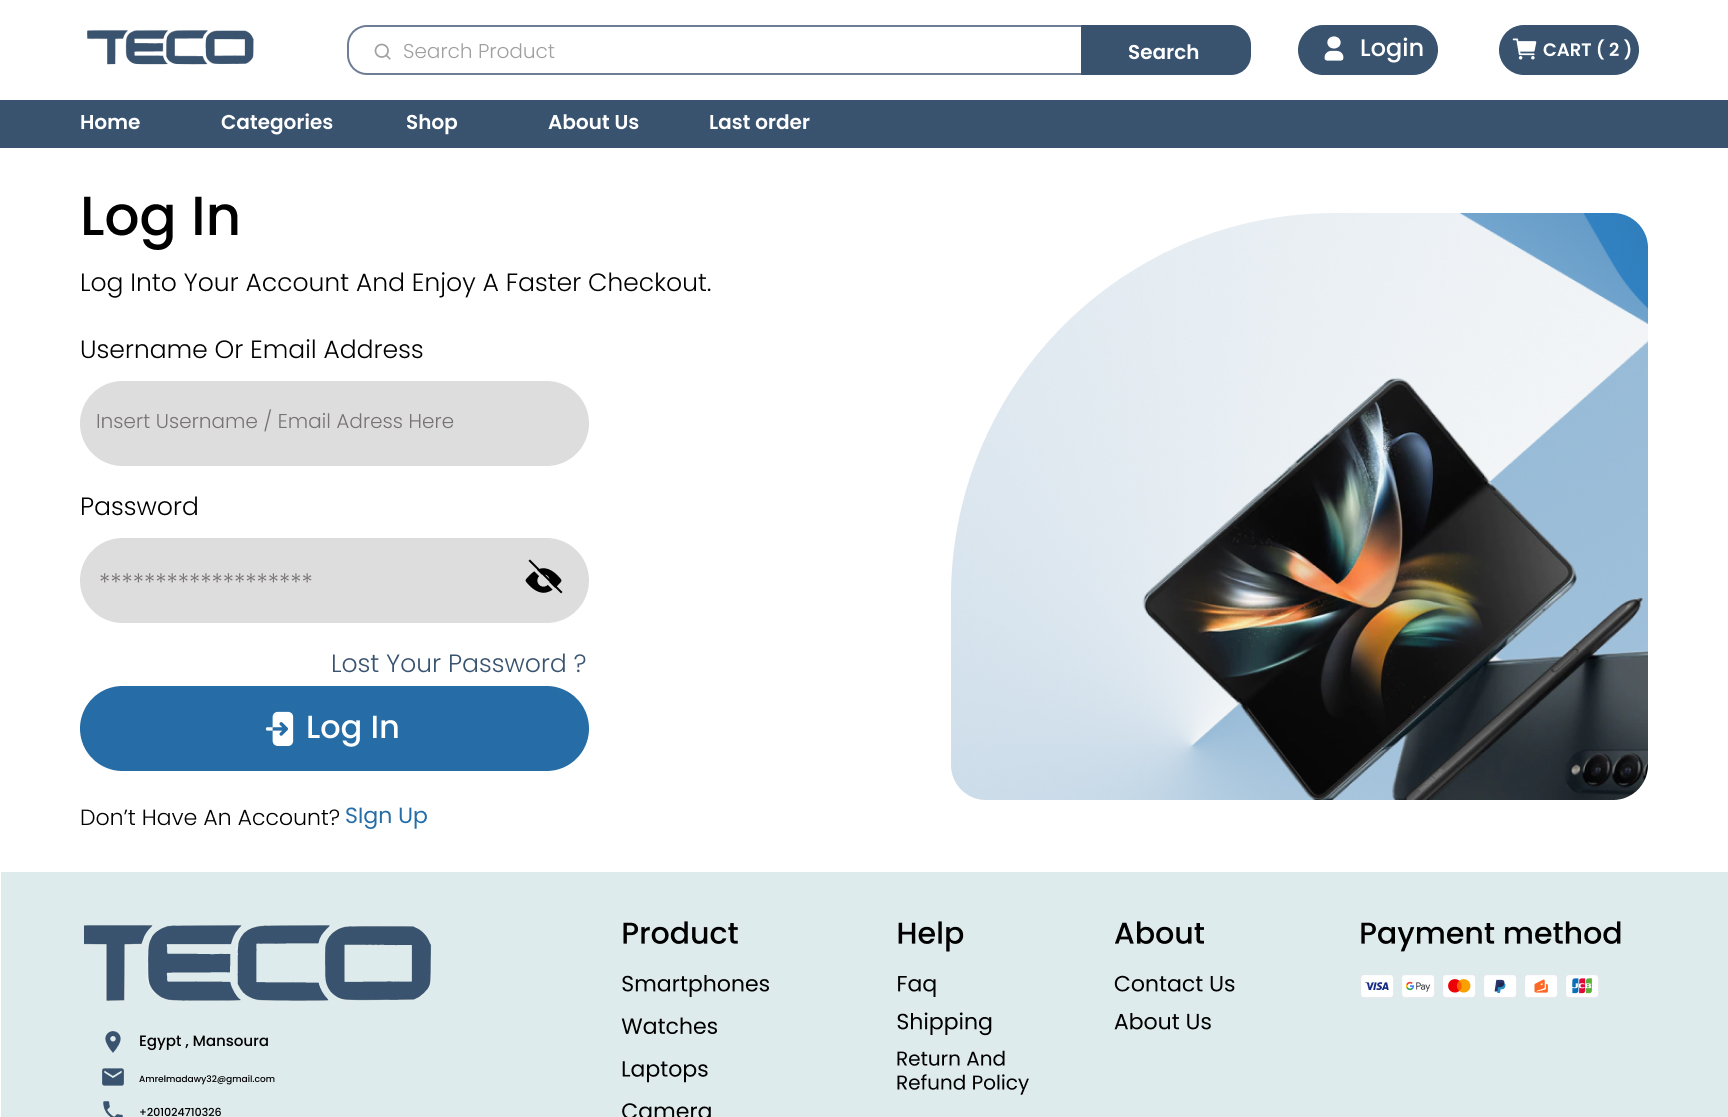 TECO
Search Product
Search
Login
CART ( 2 )
Home Categories Shop About Us Last order
Log In
Log Into Your Account And Enjoy A Faster Checkout.
Username Or Email Address
Insert Username / Email Adress Here
Password
*******************
Lost Your Password ?
Log In
Don’t Have An Account? SIgn Up
TECO
Egypt , Mansoura
Amrelmadawy32@gmail.com
+201024710326
Product
Smartphones
Watches
Laptops
Camera
Help
Faq
Shipping
Return And
Refund Policy
About
Contact Us
About Us
Payment method
VISA
G Pay
JCB